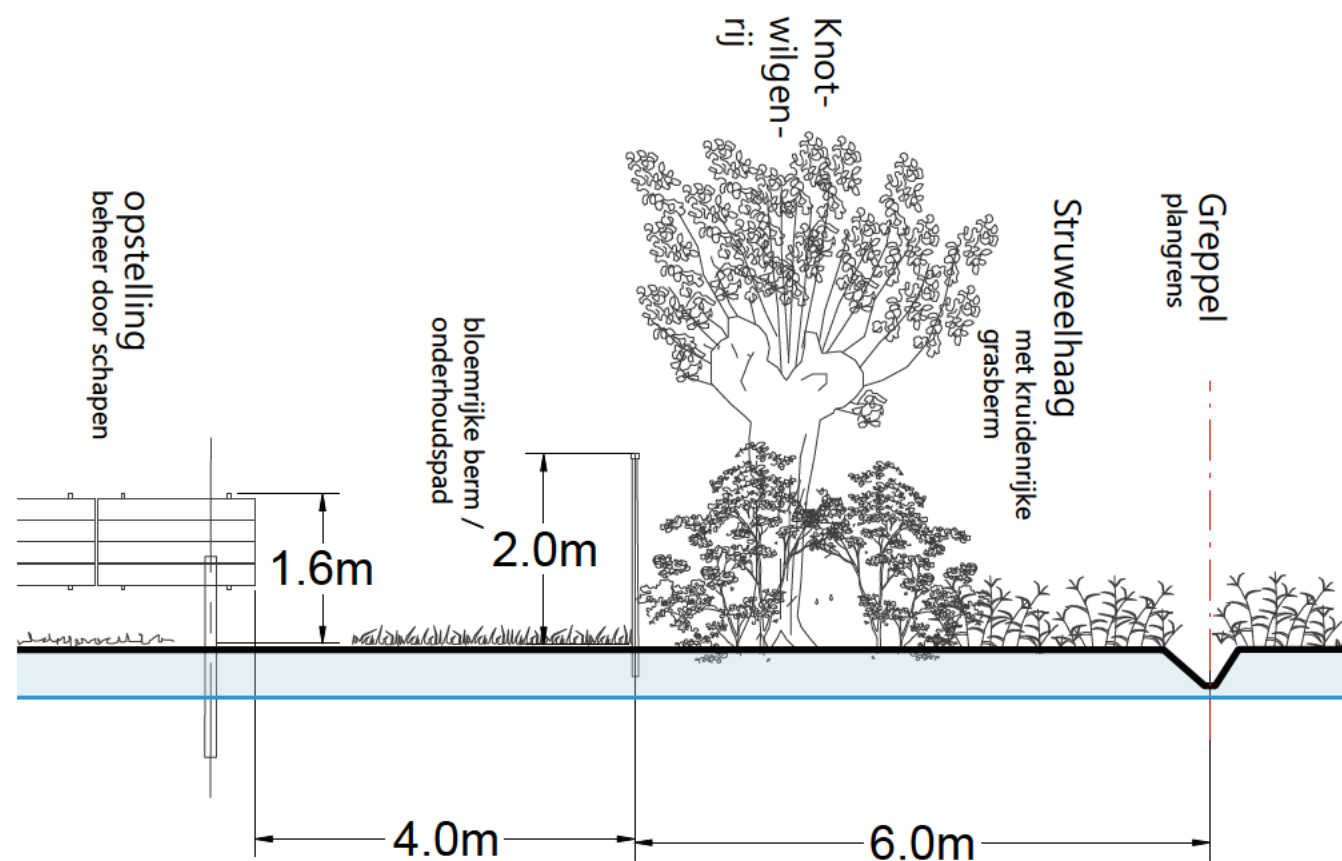 opstelling
beheer door schapen
bloemrijke berm /
onderhoudspad
Knot-
wilgen-
rij
Struweelhaag
met kruidenrijke
grasberm
Greppel
plangrens
1.6m
2.0m
4.0m
6.0m